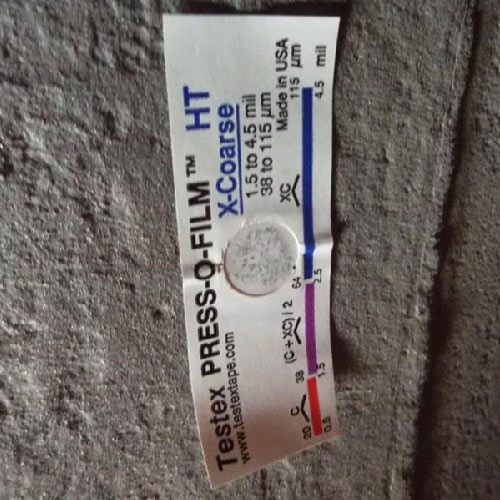 Testex PRESS-O-FILM™ HT
www.testextape.com
X-Coarse
1.5 to 4.5 mil
38 to 115 µm
Made in USA
C
(C + XC) / 2
XC
20
38
64
115 µm
0.8
1.5
2.5
4.5 mil